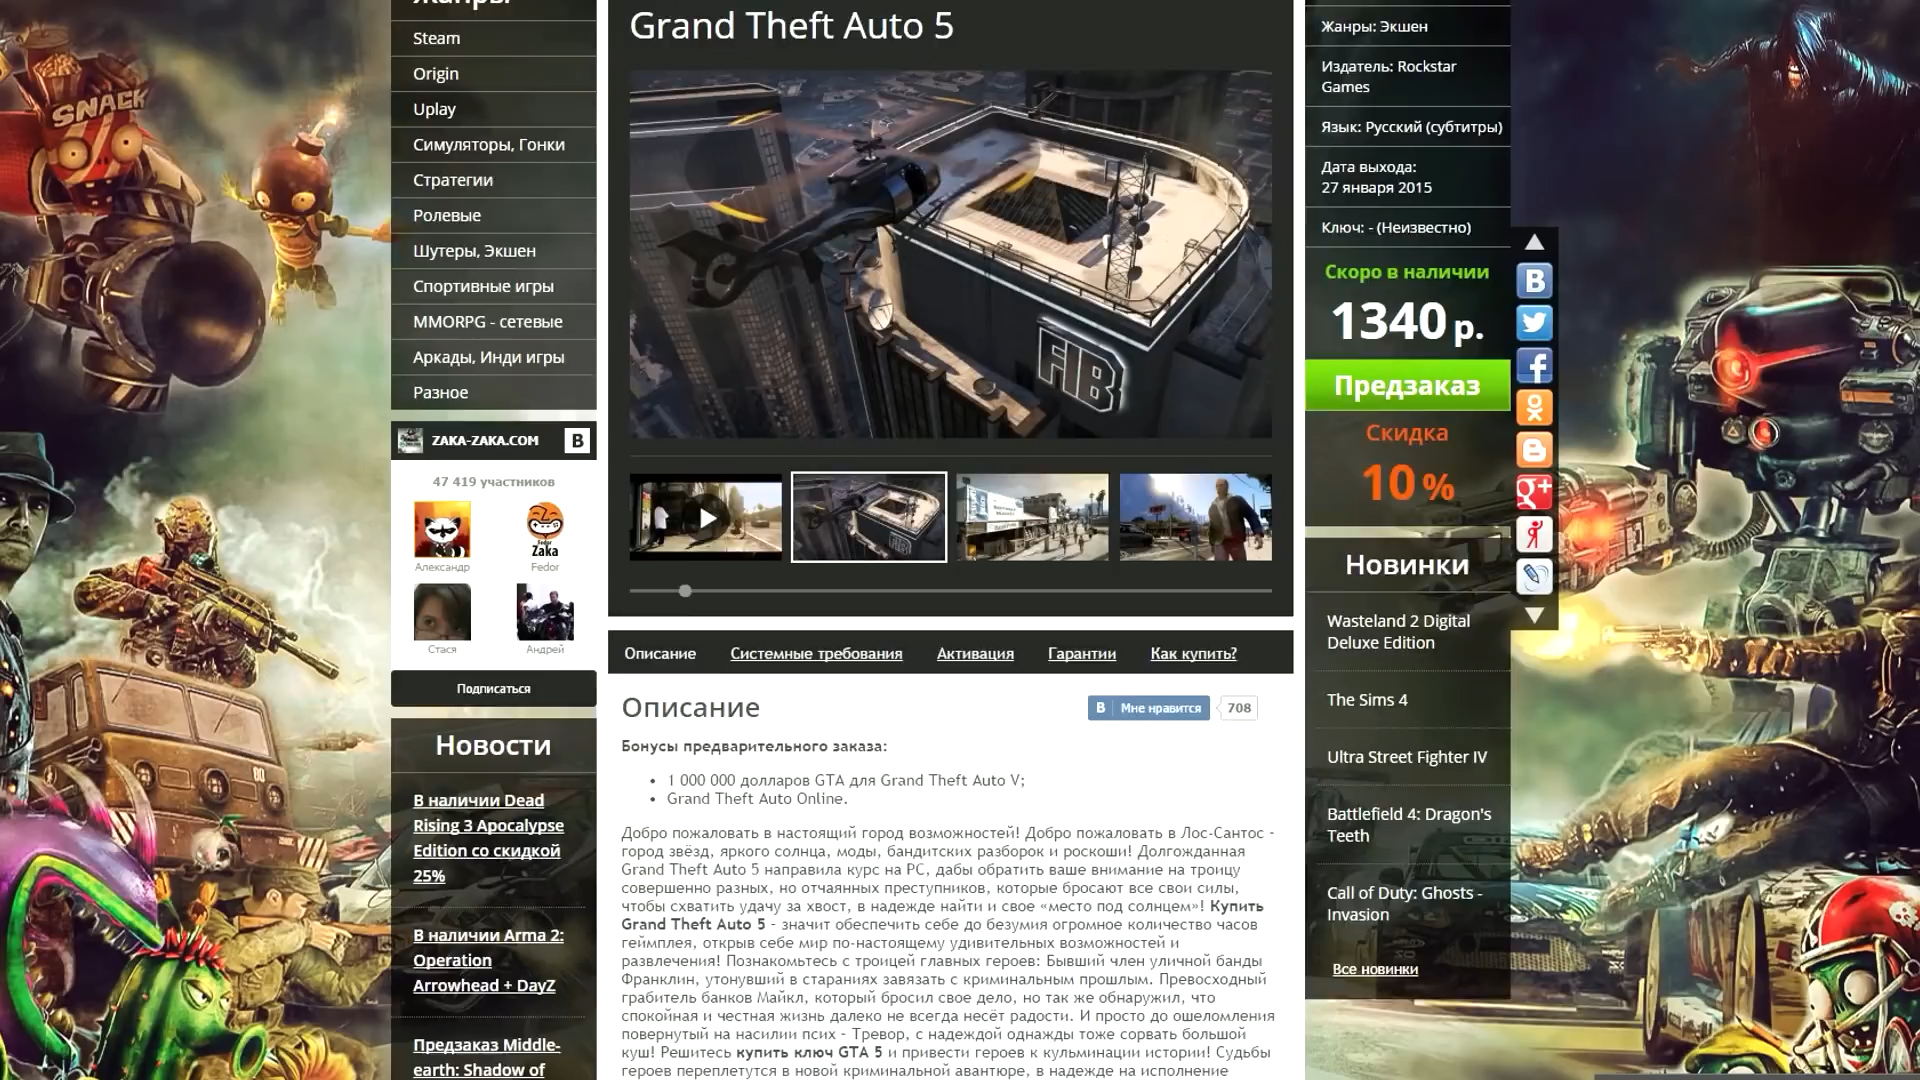 Жанры
Steam
Origin
Uplay
Симуляторы, Гонки
Стратегии
Ролевые
Шутеры, Экшен
Спортивные игры
MMORPG - сетевые
Аркады, Инди игры
Разное
ZAKA-ZAKA.COM
B
47 419 участников
Александр
Fedor
Zaka
Fedor
Стася
Андрей
Подписаться
Новости
В наличии Dead
Rising 3 Apocalypse
Edition со скидкой
25%
В наличии Arma 2:
Operation
Arrowhead + DayZ
Предзаказ Middle-
earth: Shadow of
SNACK
Grand Theft Auto 5
FIB
Описание
Системные требования
Активация
Гарантии
Как купить?
Описание
B Мне нравится 708
Бонусы предварительного заказа:
• 1 000 000 долларов GTA для Grand Theft Auto V;
• Grand Theft Auto Online.
Добро пожаловать в настоящий город возможностей! Добро пожаловать в Лос-Сантос -
город звёзд, яркого солнца, моды, бандитских разборок и роскоши! Долгожданная
Grand Theft Auto 5 направила курс на PC, дабы обратить ваше внимание на троицу
совершенно разных, но отчаянных преступников, которые бросают все свои силы,
чтобы схватить удачу за хвост, в надежде найти и свое «место под солнцем»! Купить
Grand Theft Auto 5 - значит обеспечить себе до безумия огромное количество часов
геймплея, открыв себе мир по-настоящему удивительных возможностей и
развлечения! Познакомьтесь с троицей главных героев: Бывший член уличной банды
Франклин, утонувший в стараниях завязать с криминальным прошлым. Превосходный
грабитель банков Майкл, который бросил свое дело, но так же обнаружил, что
спокойная и честная жизнь далеко не всегда несёт радости. И просто до ошеломления
повернутый на насилии псих - Тревор, с надеждой однажды тоже сорвать большой
куш! Решитесь купить ключ GTA 5 и привести героев к кульминации истории! Судьбы
героев переплетутся в новой криминальной авантюре, в надежде на исполнение
Жанры: Экшен
Издатель: Rockstar
Games
Язык: Русский (субтитры)
Дата выхода:
27 января 2015
Ключ: - (Неизвестно)
Скоро в наличии
1340 р.
Предзаказ
Скидка
10 %
Новинки
Wasteland 2 Digital
Deluxe Edition
The Sims 4
Ultra Street Fighter IV
Battlefield 4: Dragon's
Teeth
Call of Duty: Ghosts -
Invasion
Все новинки